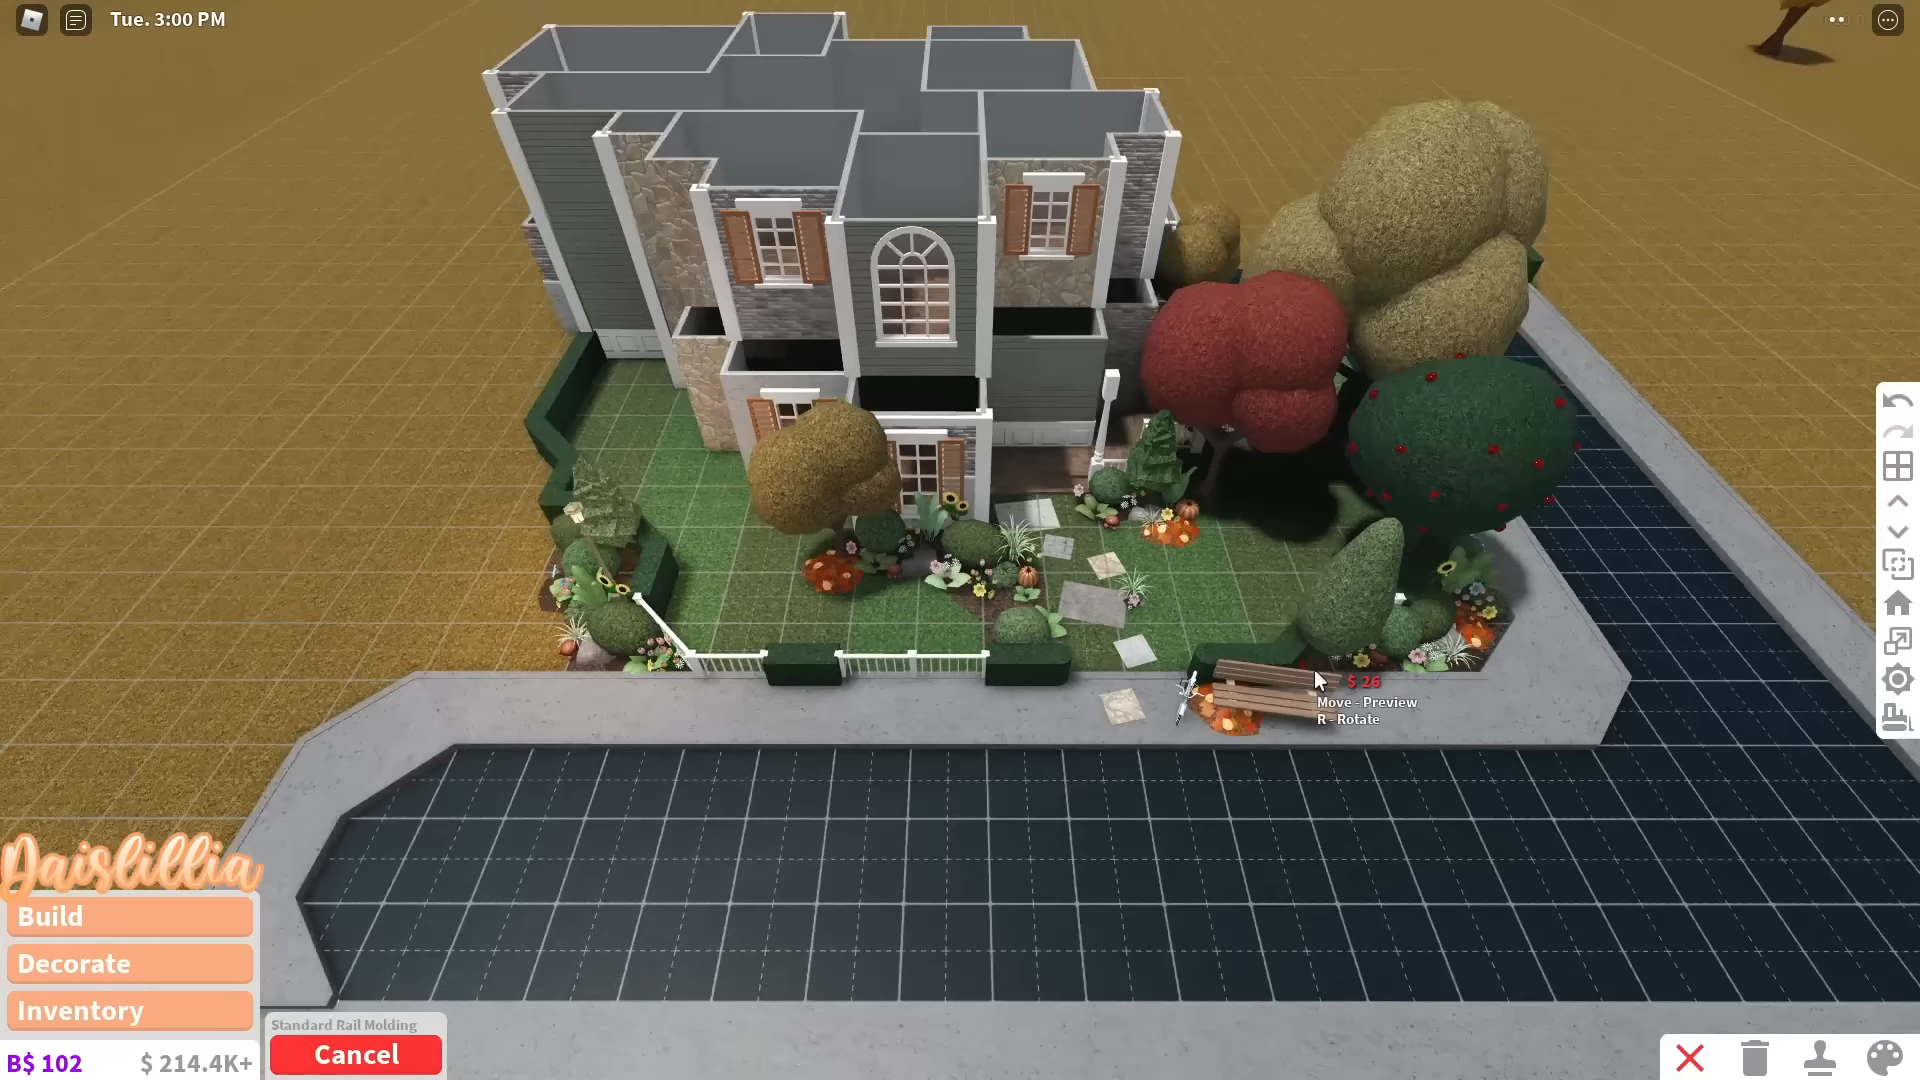 Tue. 3:00 PM
$ 26
Move - Preview
R - Rotate
Daislillia
Build
Decorate
Inventory
Standard Rail Molding
Cancel
B$ 102
$ 214.4K+